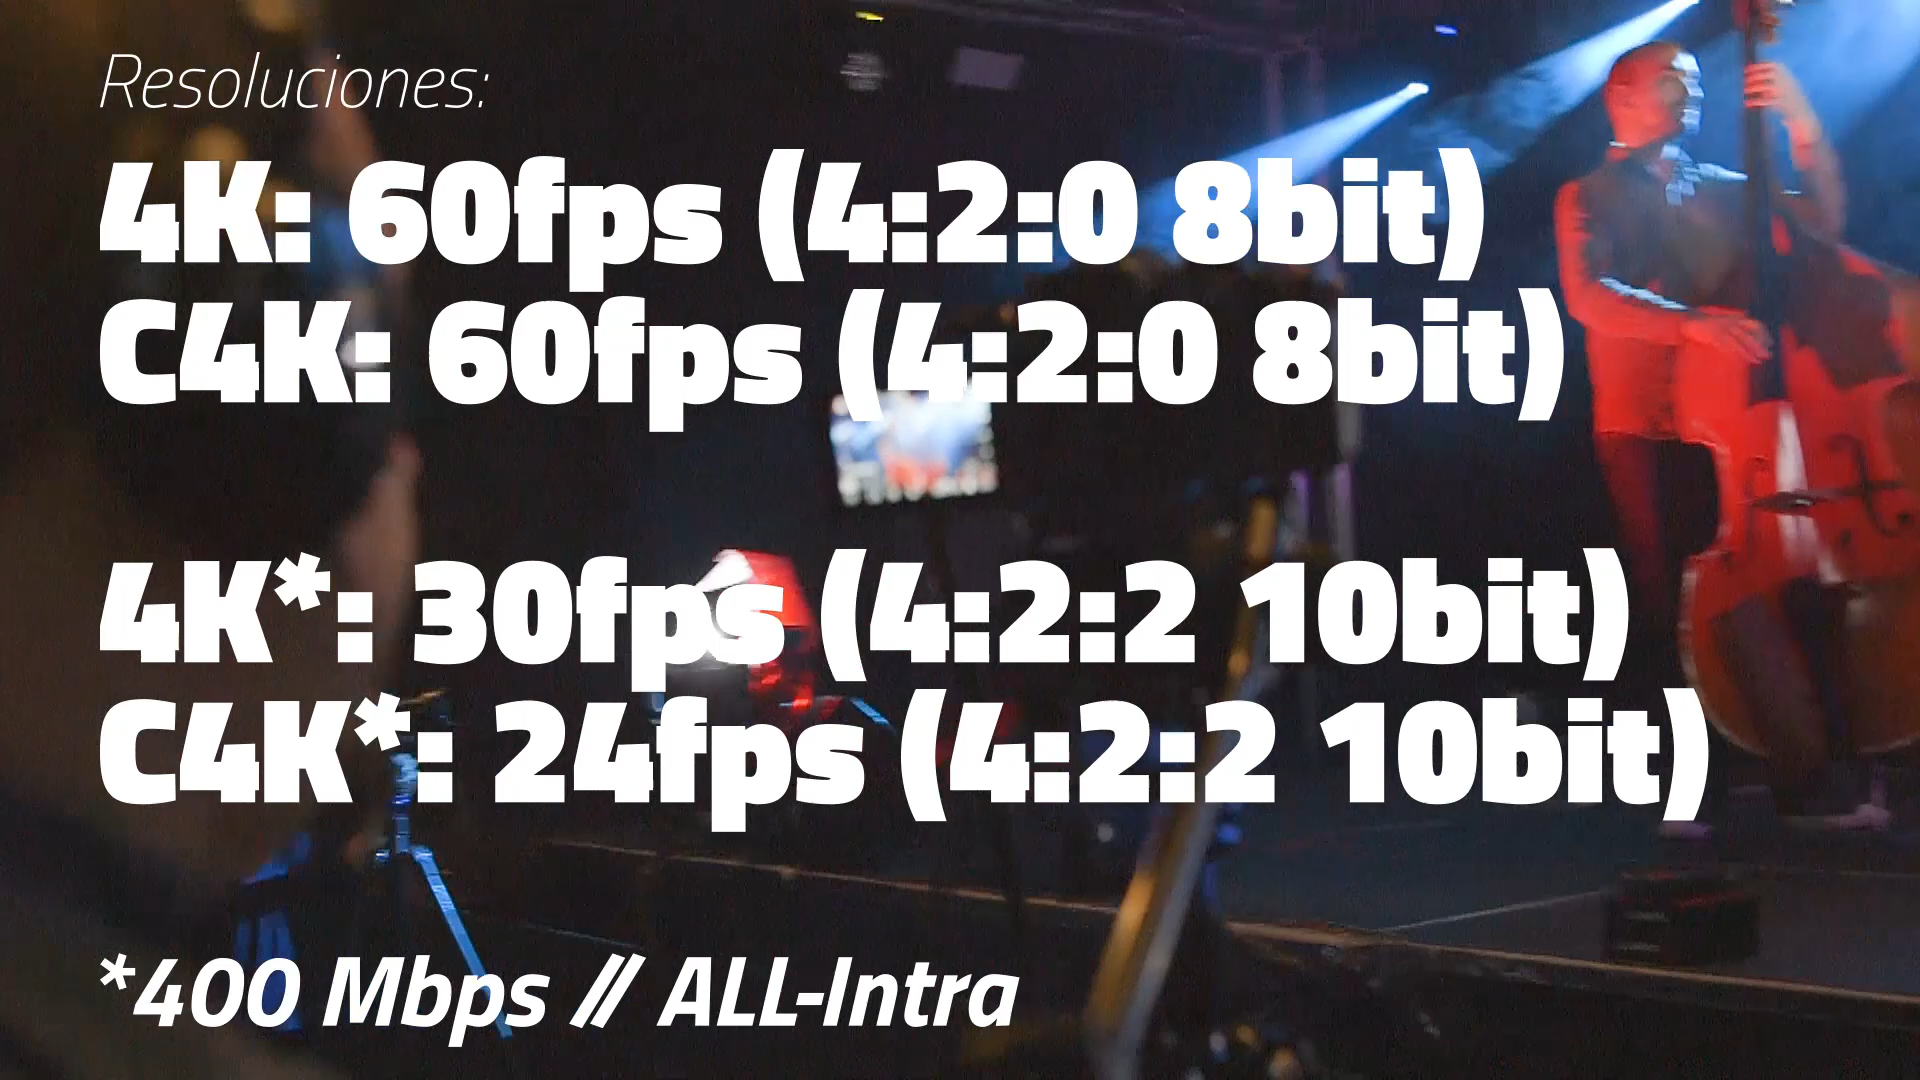 Resoluciones:
4K: 60fps (4:2:0 8bit)
C4K: 60fps (4:2:0 8bit)
4K*: 30fps (4:2:2 10bit)
C4K*: 24fps (4:2:2 10bit)
*400 Mbps // ALL-Intra